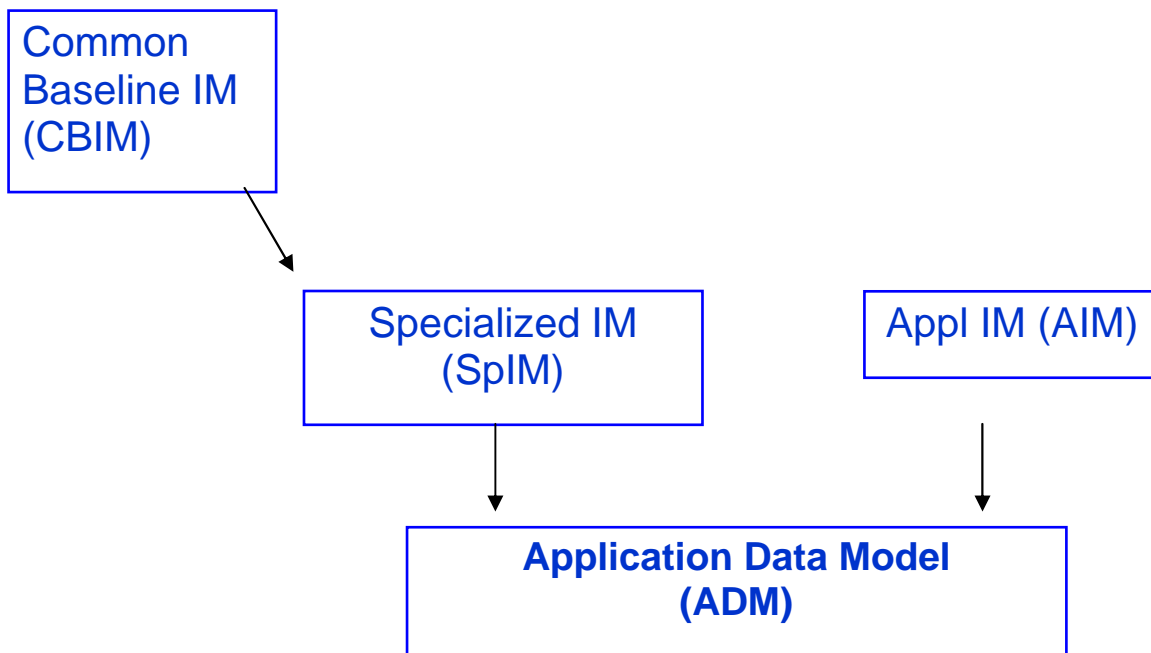 Common
Baseline IM
(CBIM)
Specialized IM
(SpIM)
Appl IM (AIM)
Application Data Model
(ADM)